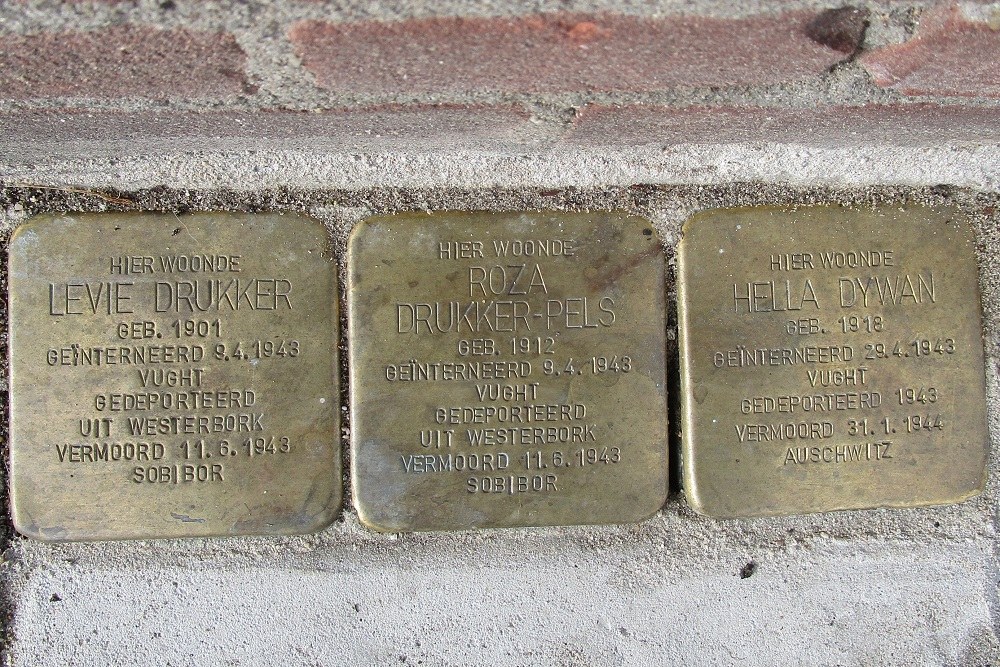 HIER WOONDE
LEVIE DRUKKER
GEB. 1901
GEÏNTERNEERD 9.4.1943
VUGHT
GEDEPORTEERD
UIT WESTERBORK
VERMOORD 11.6.1943
SOBIBOR
HIER WOONDE
ROZA
DRUKKER-PELS
GEB. 1912
GEÏNTERNEERD 9.4.1943
VUGHT
GEDEPORTEERD
UIT WESTERBORK
VERMOORD 11.6.1943
SOBIBOR
HIER WOONDE
HELLA DYWAN
GEB. 1918
GEÏNTERNEERD 29.4.1943
VUGHT
GEDEPORTEERD 1943
VERMOORD 31.1.1944
AUSCHWITZ